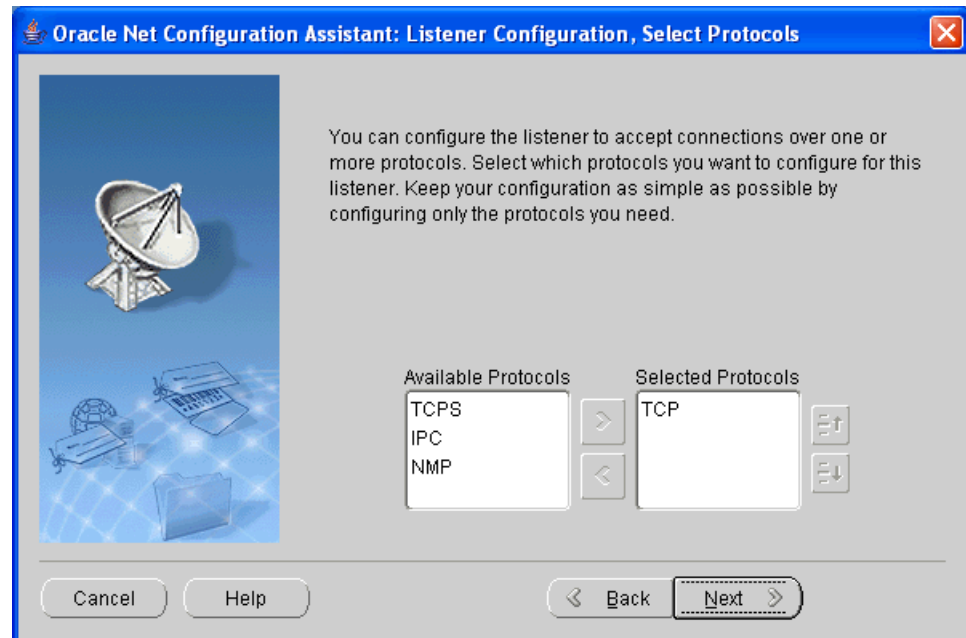 Oracle Net Configuration Assistant: Listener Configuration, Select Protocols
You can configure the listener to accept connections over one or
more protocols. Select which protocols you want to configure for this
listener. Keep your configuration as simple as possible by
configuring only the protocols you need.
Available Protocols
TCPS
IPC
NMP
Selected Protocols
TCP
Cancel
Help
Back
Next